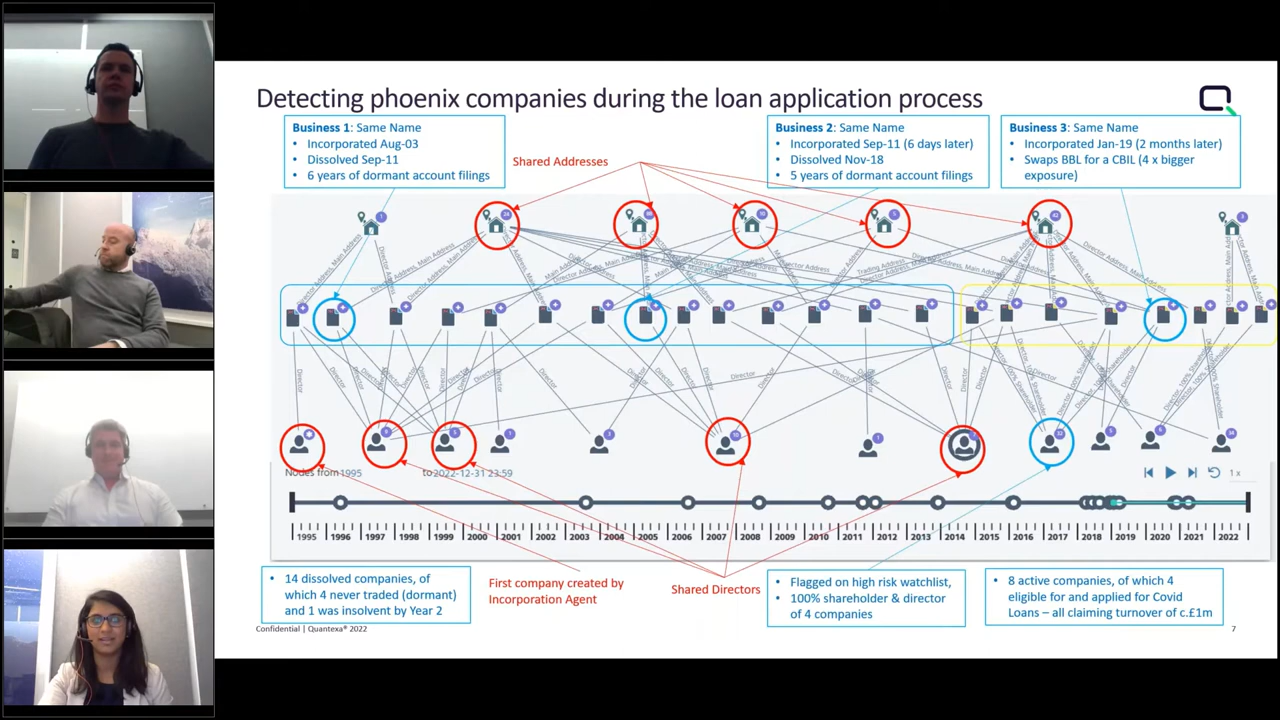 Detecting phoenix companies during the loan application process
Business 1: Same Name
• Incorporated Aug-03
• Dissolved Sep-11
• 6 years of dormant account filings
Shared Addresses
Business 2: Same Name
• Incorporated Sep-11 (6 days later)
• Dissolved Nov-18
• 5 years of dormant account filings
Business 3: Same Name
• Incorporated Jan-19 (2 months later)
• Swaps BBL for a CBIL (4 x bigger
exposure)
Nodes from 1995
to 2022-12-31 23:59
1 x
1995 1996 1997 1998 1999 2000 2001 2002 2003 2004 2005 2006 2007 2008 2009 2010 2011 2012 2013 2014 2015 2016 2017 2018 2019 2020 2021 2022
• 14 dissolved companies, of
which 4 never traded (dormant)
and 1 was insolvent by Year 2
First company created by
Incorporation Agent
Shared Directors
• Flagged on high risk watchlist,
• 100% shareholder & director
of 4 companies
• 8 active companies, of which 4
eligible for and applied for Covid
Loans – all claiming turnover of c.£1m
Confidential | Quantexa® 2022
7